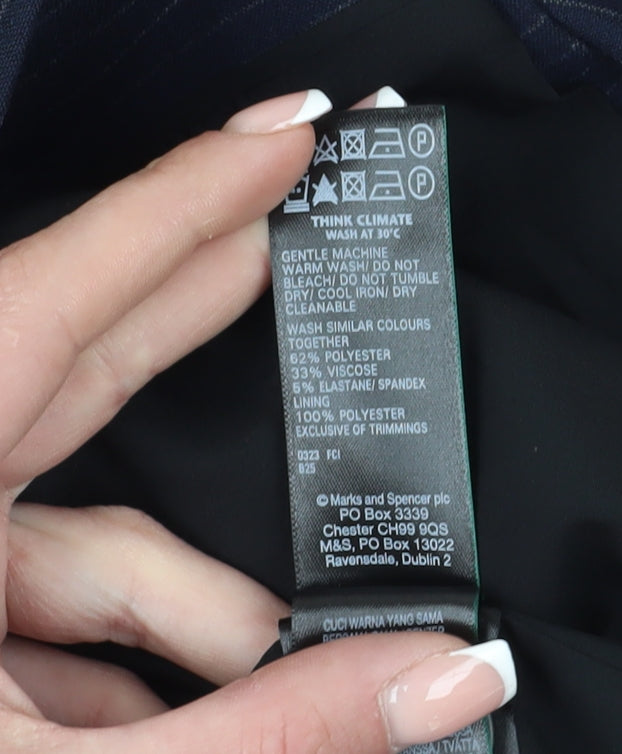 P
P
THINK CLIMATE
WASH AT 30°C
GENTLE MACHINE
WARM WASH/ DO NOT
BLEACH/ DO NOT TUMBLE
DRY/ COOL IRON/ DRY
CLEANABLE
WASH SIMILAR COLOURS
TOGETHER
62% POLYESTER
33% VISCOSE
5% ELASTANE/ SPANDEX
LINING
100% POLYESTER
EXCLUSIVE OF TRIMMINGS
0323 FCI
825
© Marks and Spencer plc
PO Box 3339
Chester CH99 9QS
M&S, PO Box 13022
Ravensdale, Dublin 2
CUCI WARNA YANG SAMA